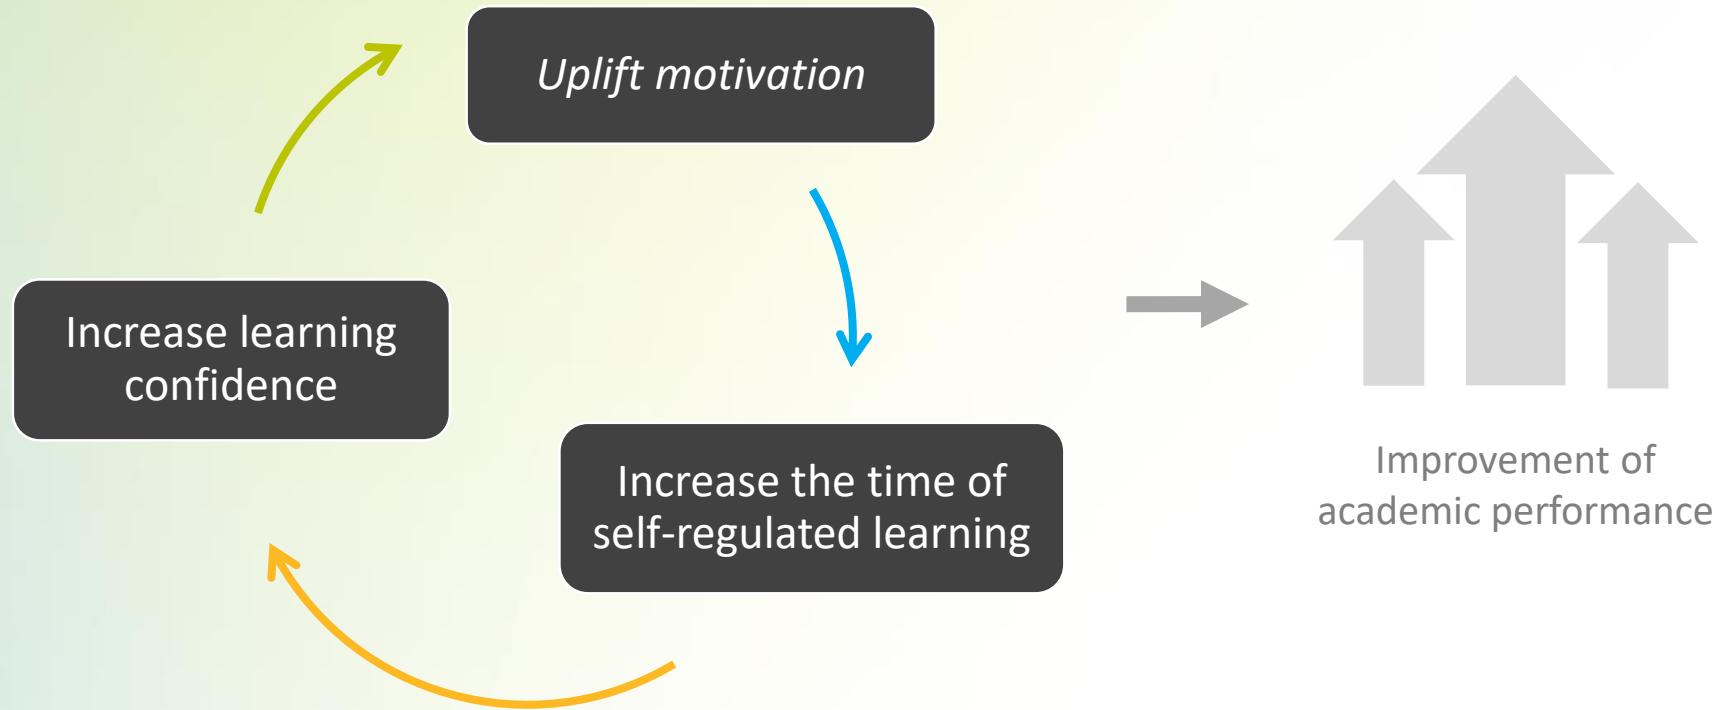 Uplift motivation
Increase learning
confidence
Increase the time of
self-regulated learning
Improvement of
academic performance